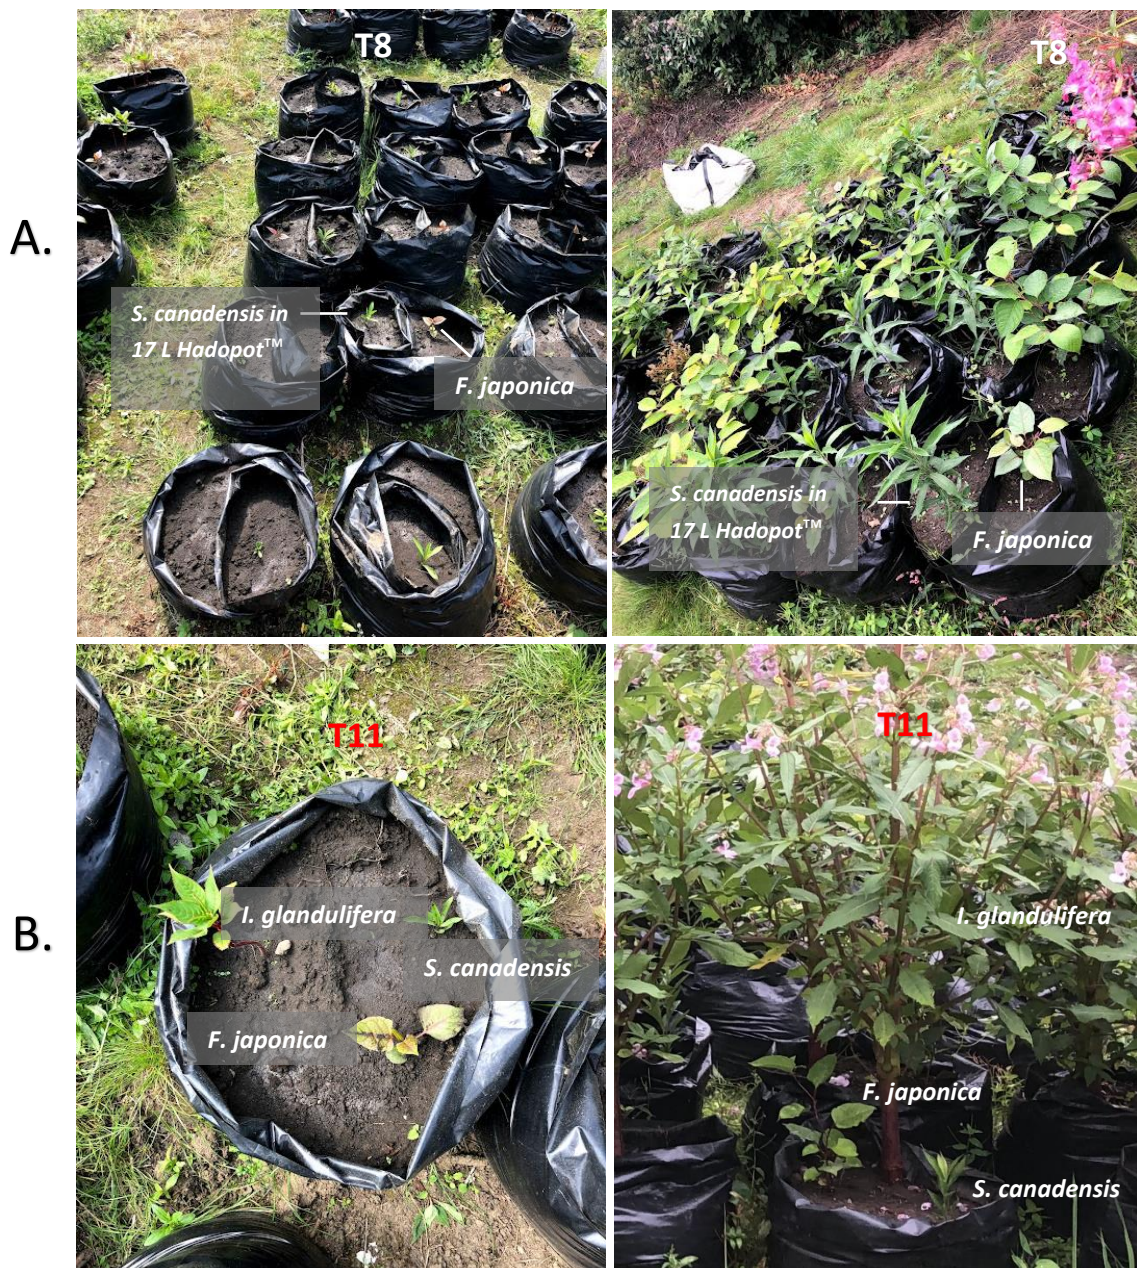 A.
T8
S. canadensis in
17 L Hadopot™
F. japonica
T8
S. canadensis in
17 L Hadopot™
F. japonica
B.
T11
I. glandulifera
S. canadensis
F. japonica
T11
I. glandulifera
F. japonica
S. canadensis